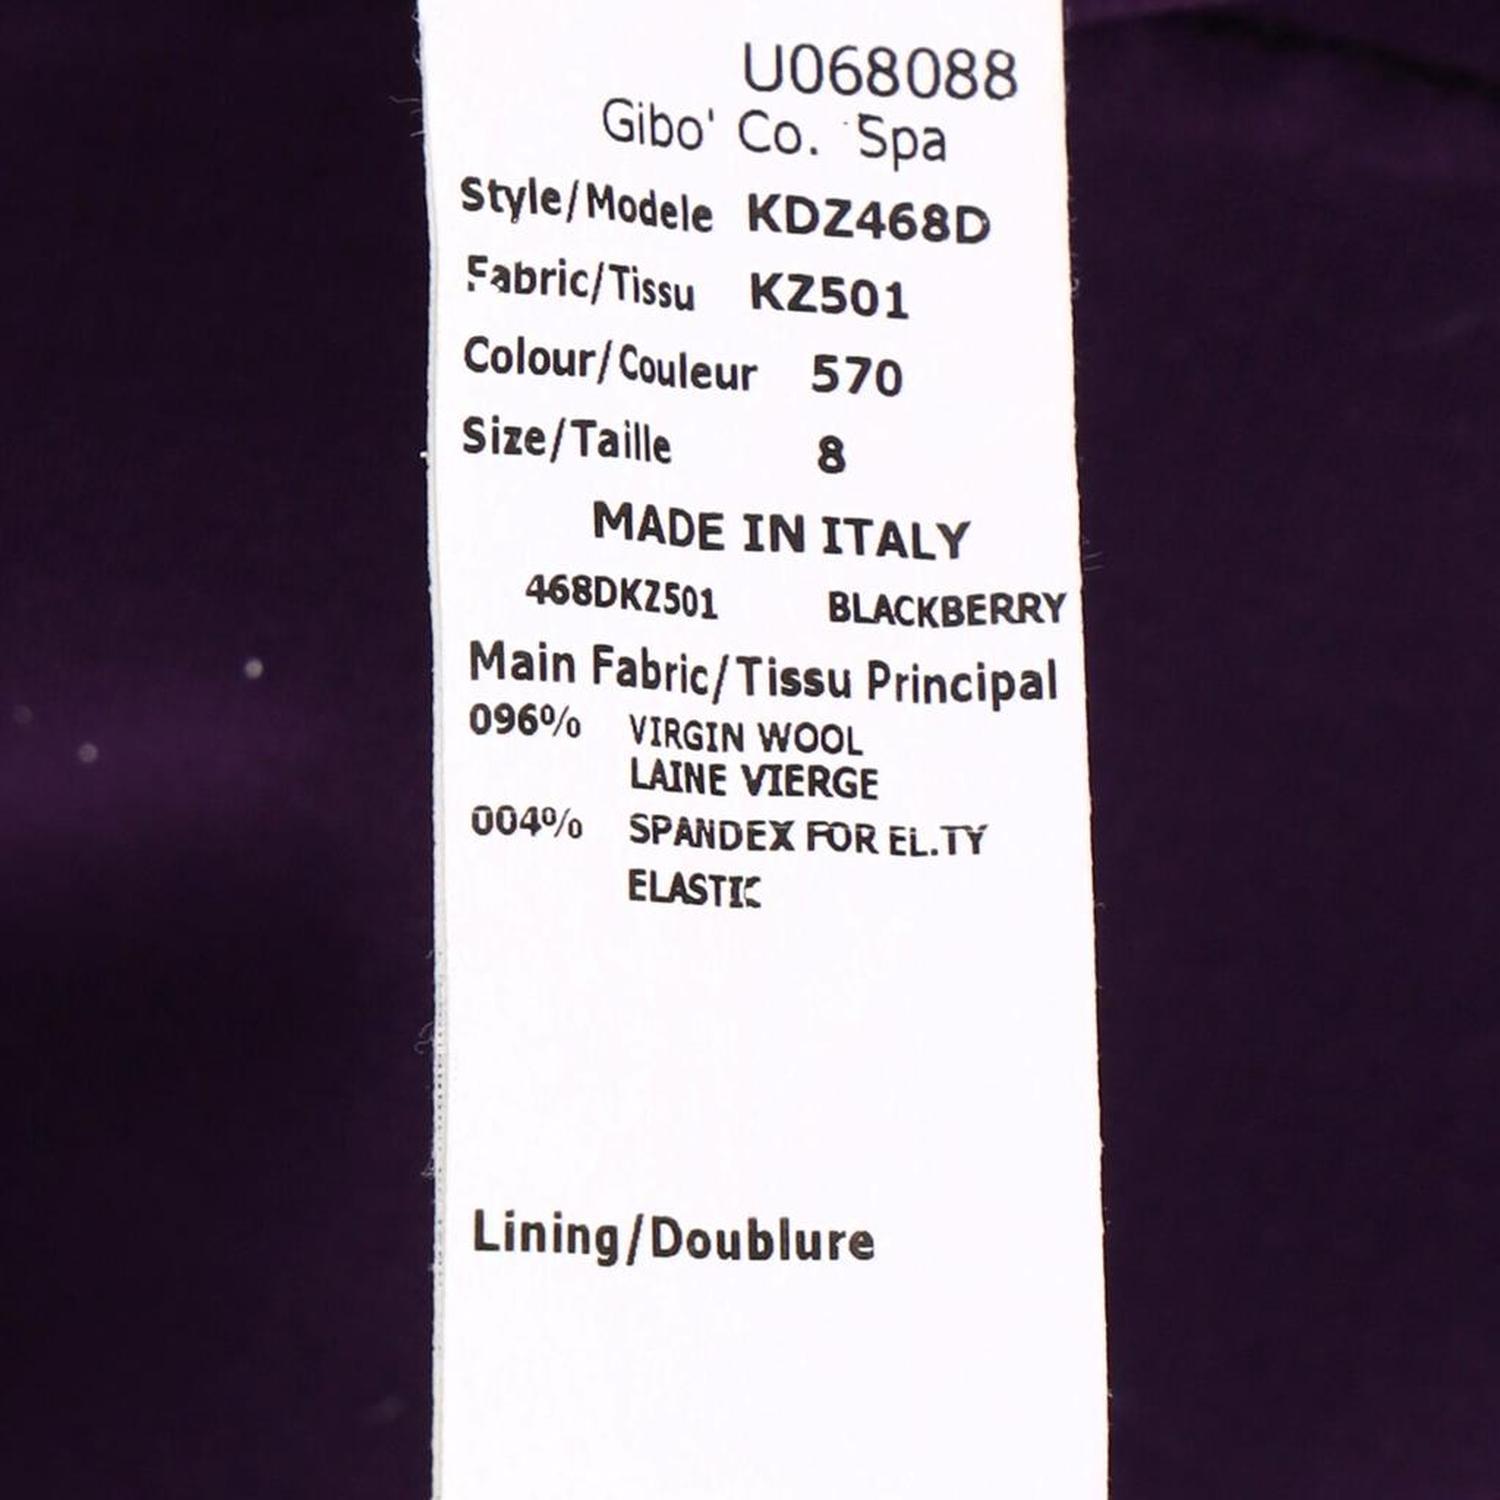 U068088
Gibo' Co. Spa
Style/Modele KDZ468D
Fabric/Tissu KZ501
Colour/Couleur 570
Size/Taille 8
MADE IN ITALY
468DKZ501 BLACKBERRY
Main Fabric/Tissu Principal
096% VIRGIN WOOL
LAINE VIERGE
004% SPANDEX FOR EL.TY
ELASTIC
Lining/Doublure